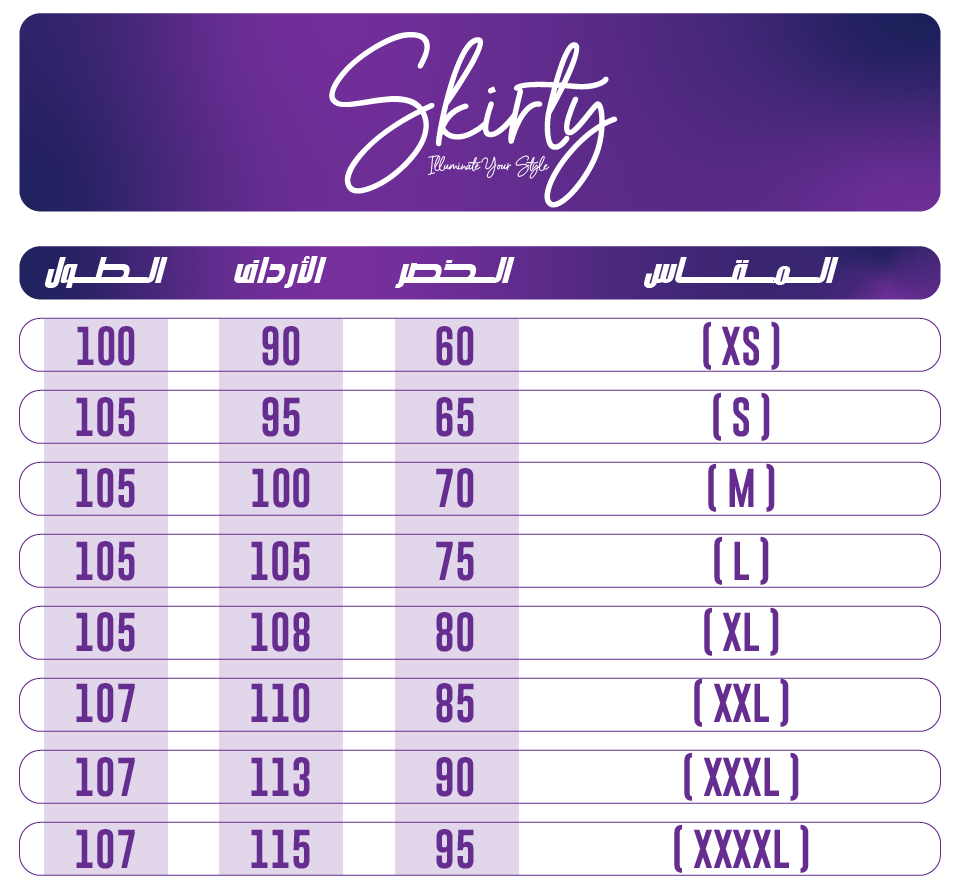 Skirty
Illuminate Your Style
المقاس الخصر الأرداف الطول
( XS ) 60 90 100
( S ) 65 95 105
( M ) 70 100 105
( L ) 75 105 105
( XL ) 80 108 105
( XXL ) 85 110 107
( XXXL ) 90 113 107
( XXXXL ) 95 115 107